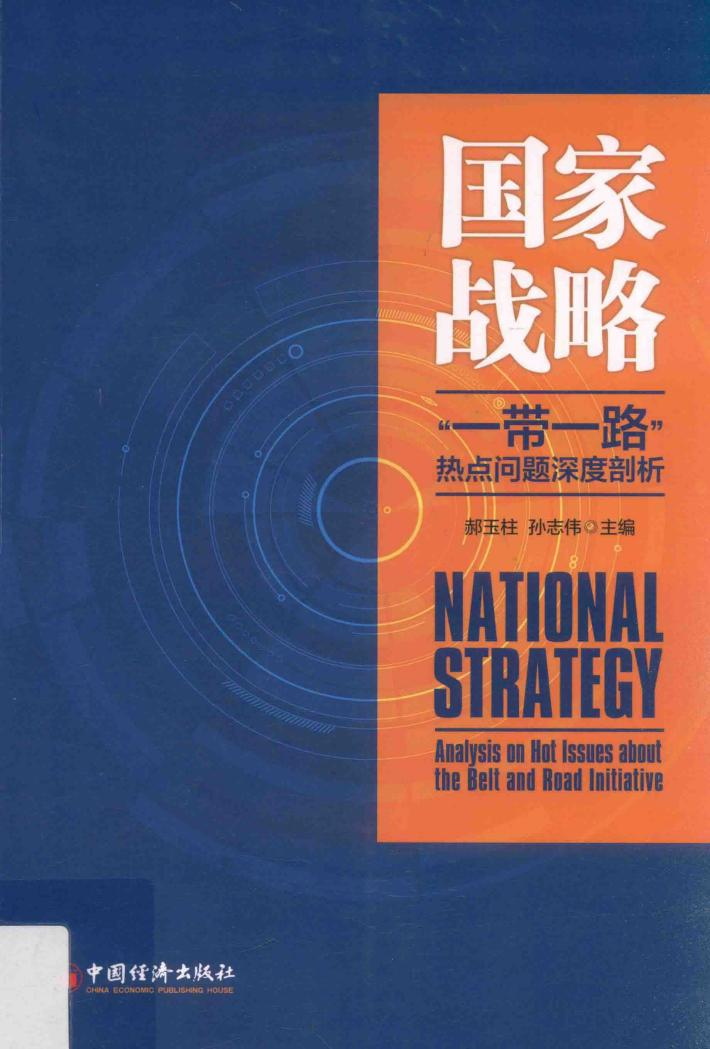 国家
战略
“一带一路”
热点问题深度剖析
郝玉柱 孙志伟 主编
NATIONAL
STRATEGY
Analysis on Hot Issues about
the Belt and Road Initiative
中国经济出版社
CHINA ECONOMIC PUBLISHING HOUSE